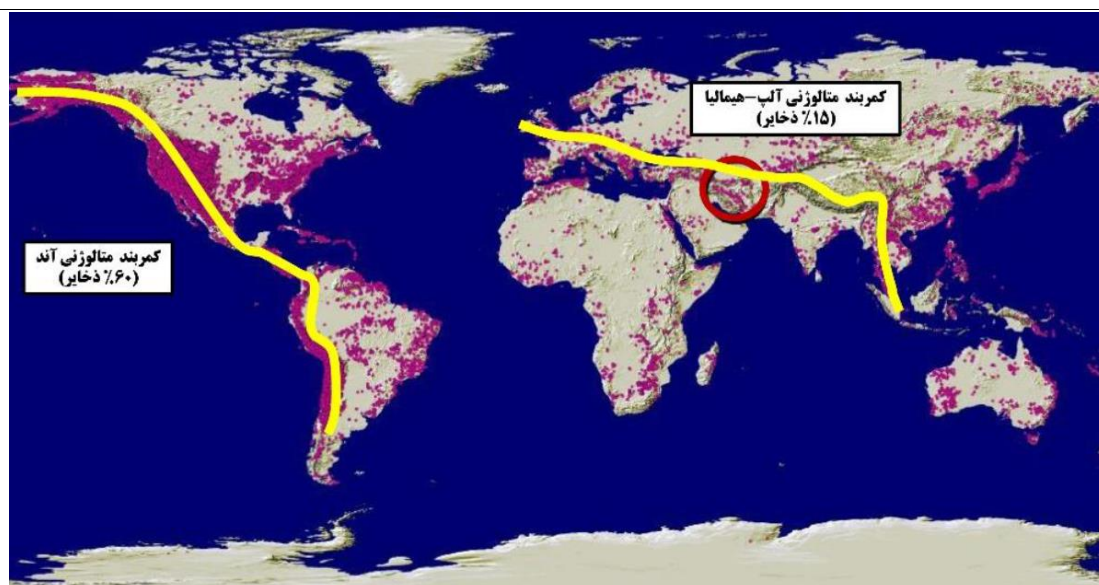 کمربند متالوژنی آلپ-هیمالیا
(۱۵٪ ذخایر)
کمربند متالوژنی آند
(۶۰٪ ذخایر)